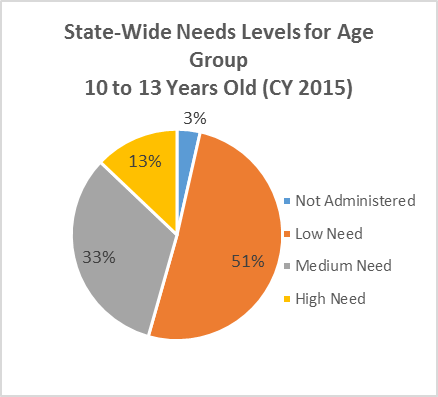 State-Wide Needs Levels for Age
Group
10 to 13 Years Old (CY 2015)
3%
13%
33%
51%
Not Administered
Low Need
Medium Need
High Need